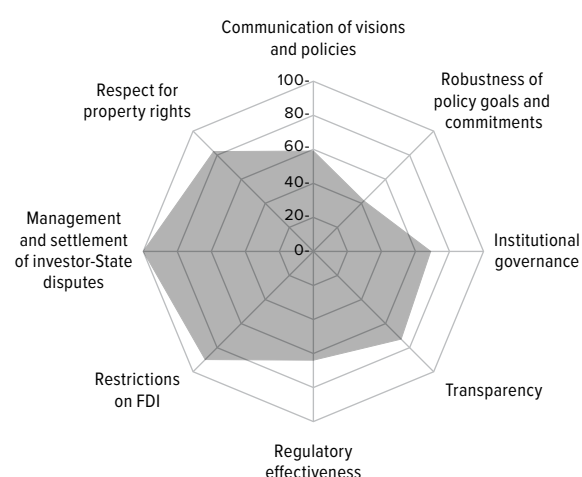 Communication of visions
and policies
Robustness of
policy goals and
commitments
Institutional
governance
Transparency
Regulatory
effectiveness
Restrictions
on FDI
Management
and settlement
of investor-State
disputes
Respect for
property rights
100-
80-
60-
40-
20-
0-